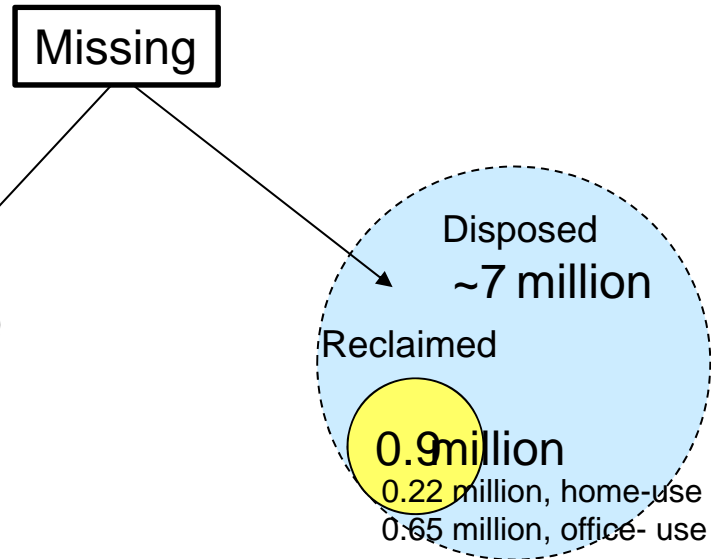 Missing
Disposed
~7 million
Reclaimed
0.9million
0.22 million, home-use
0.65 million, office- use